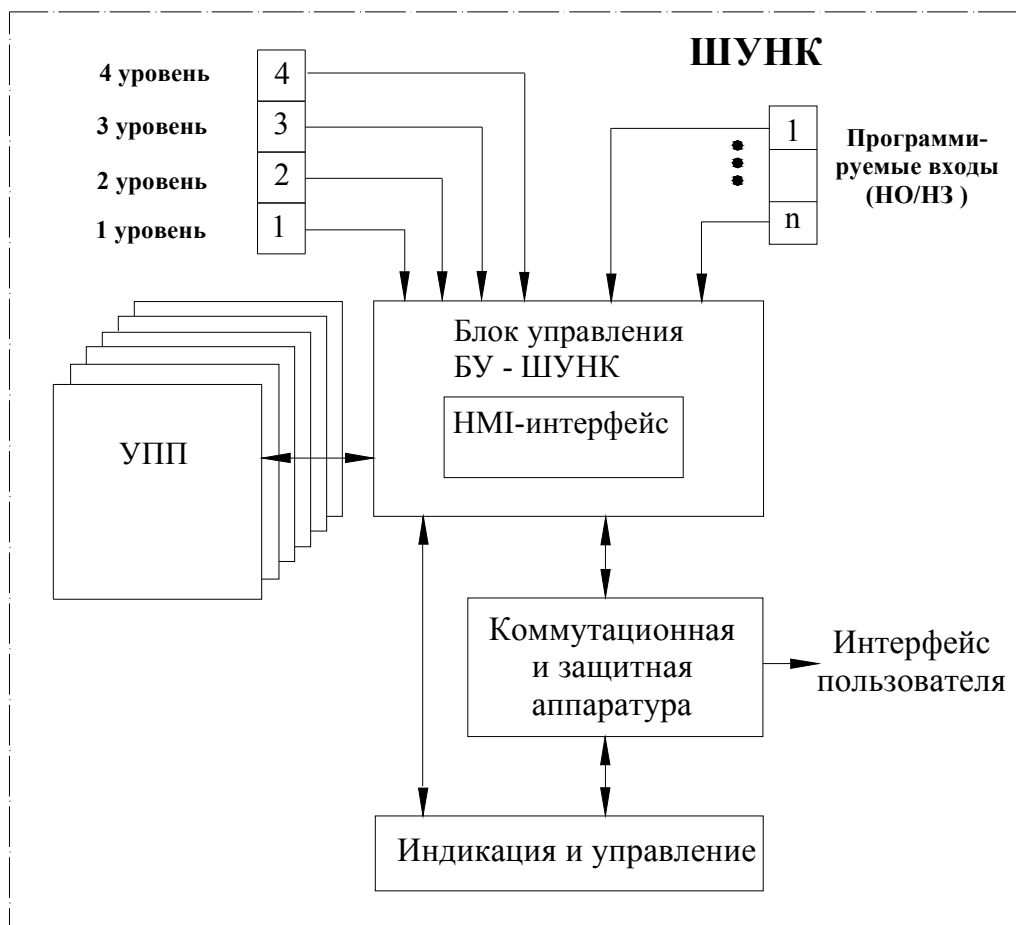 ШУНК
4 уровень
4
3 уровень
3
2 уровень
2
1 уровень
1
1
n
Программи-
руемые входы
(НО/НЗ )
Блок управления
БУ - ШУНК
HMI-интерфейс
УПП
Коммутационная
и защитная
аппаратура
Интерфейс
пользователя
Индикация и управление